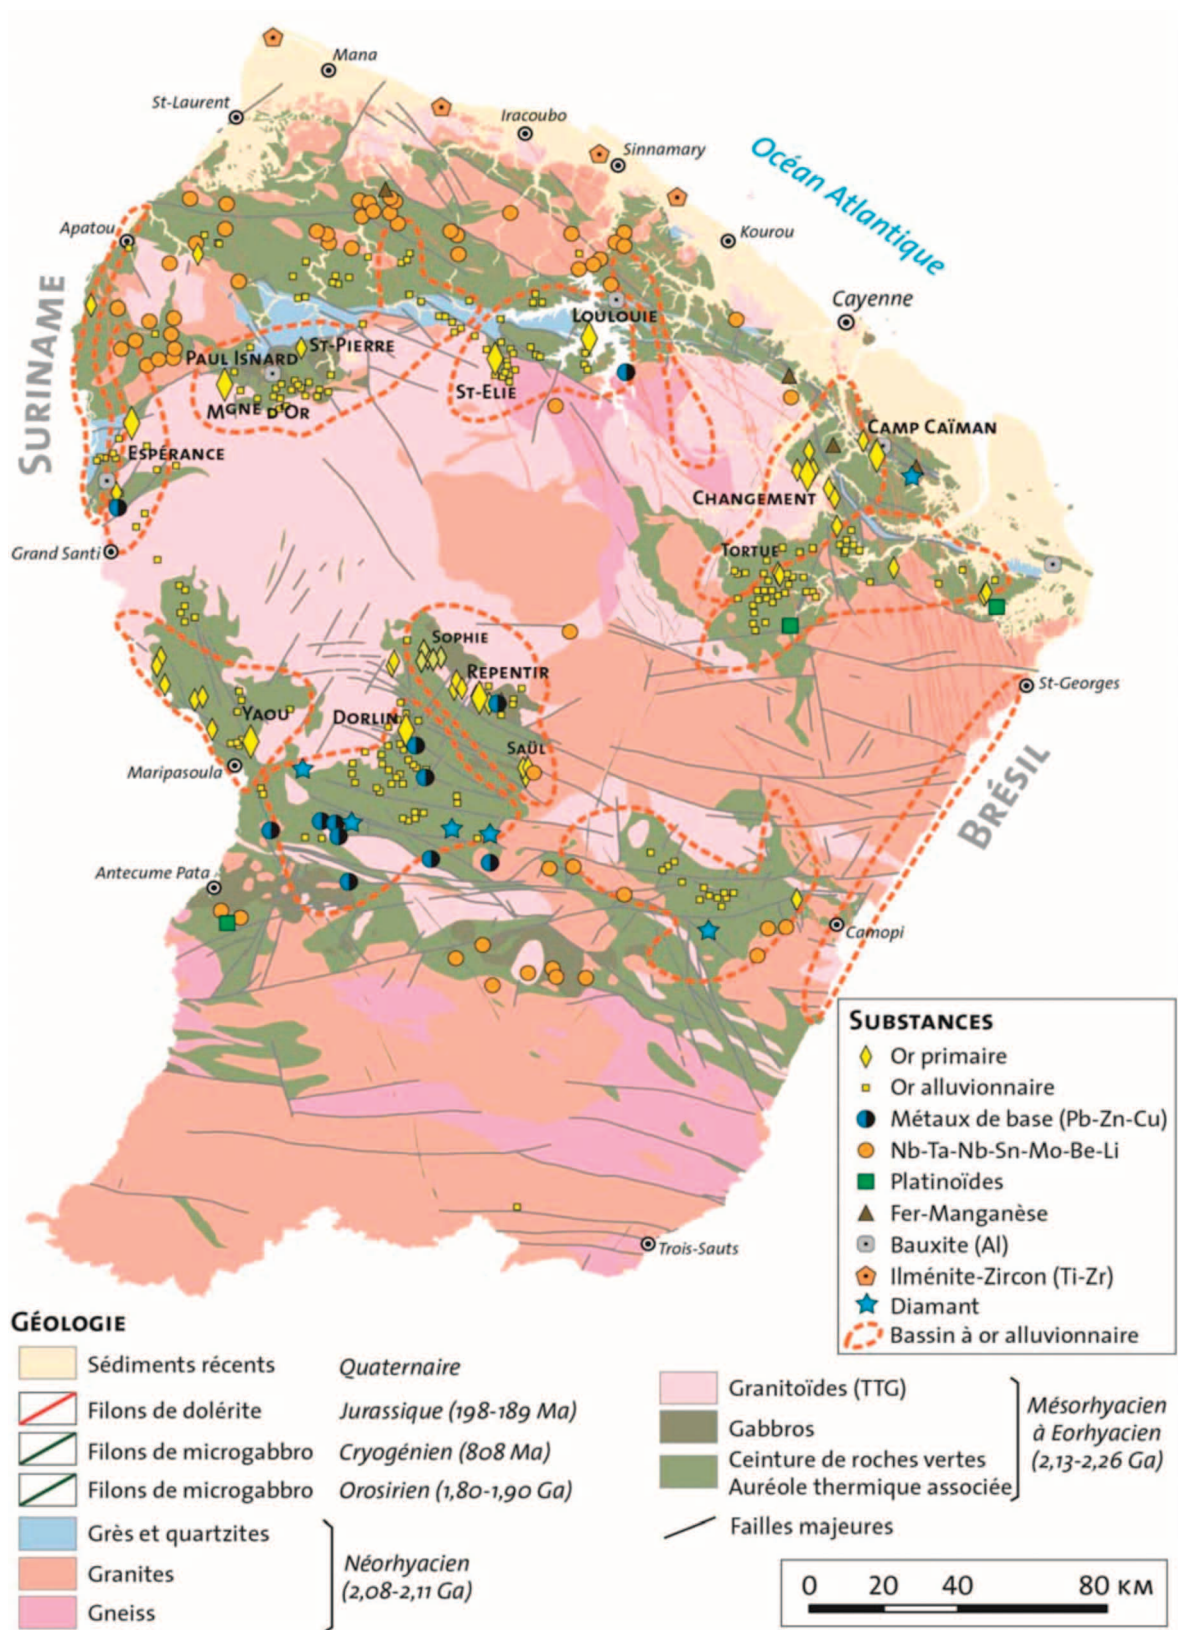 Mana
St-Laurent
Iracoubo
Sinnamary
Océan Atlantique
Apatou
Kourou
SURINAME
Cayenne
LOULOUIE
ST-PIERRE
PAUL ISNARD
ST-ELIE
MGNE D'OR
CAMP CAÏMAN
ESPÉRANCE
CHANGEMENT
Grand Santi
TORTUE
SOPHIE
REPENTIR
St-Georges
YAOU
DORLIN
SAÜL
Maripasoula
BRÉSIL
Antecume Pata
Camopi
Trois-Sauts
SUBSTANCES
Or primaire
Or alluvionnaire
Métaux de base (Pb-Zn-Cu)
Nb-Ta-Nb-Sn-Mo-Be-Li
Platinoïdes
Fer-Manganèse
Bauxite (Al)
Ilménite-Zircon (Ti-Zr)
Diamant
Bassin à or alluvionnaire
GÉOLOGIE
Sédiments récents Quaternaire
Filons de dolérite Jurassique (198-189 Ma)
Filons de microgabbro Cryogénien (808 Ma)
Filons de microgabbro Orosirien (1,80-1,90 Ga)
Grès et quartzites
Granites
Gneiss
Néorhyacien
(2,08-2,11 Ga)
Granitoïdes (TTG)
Gabbros
Ceinture de roches vertes
Auréole thermique associée
Mésorhyacien
à Eorhyacien
(2,13-2,26 Ga)
Failles majeures
0 20 40 80 KM